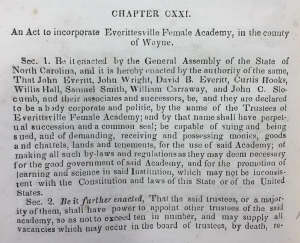 CHAPTER CXXI.
An Act to incorporate Everittesville Female Academy, in the county
of Wayne.
Sec. 1. Be it enacted by the General Assembly of the State of
North Carolina, and it is hereby enacted by the authority of the same,
That John Everitt, John Wright, David B. Everitt, Curtis Hooks,
Willis Hall, Samuel Smith, William Carraway, and John C. Slo-
cumb, and their associates and successors, be, and they are declared
to be a body corporate and politic, by the name of the Trustees of
Everittsville Female Academy; and by that name shall have perpet-
ual succession and a common seal; be capable of suing and being
sued, and of demanding, receiving and possessing monies, goods
and chattels, lands and tenements, for the use of said Academy; of
making all such by-laws and regulations as they may deem necessary
for the good government of said Academy, and for the promotion of
learning and science in said Institution, which may not be inconsis-
tent with the Constitution and laws of this State or of the United
States.
Sec. 2. Be it further enacted, That the said trustees, or a major-
ity of them, shall have power to appoint other trustees of the said
academy, so as not to exceed ten in number, and may supply all
vacancies which may occur in the board of trustees, by death, re-